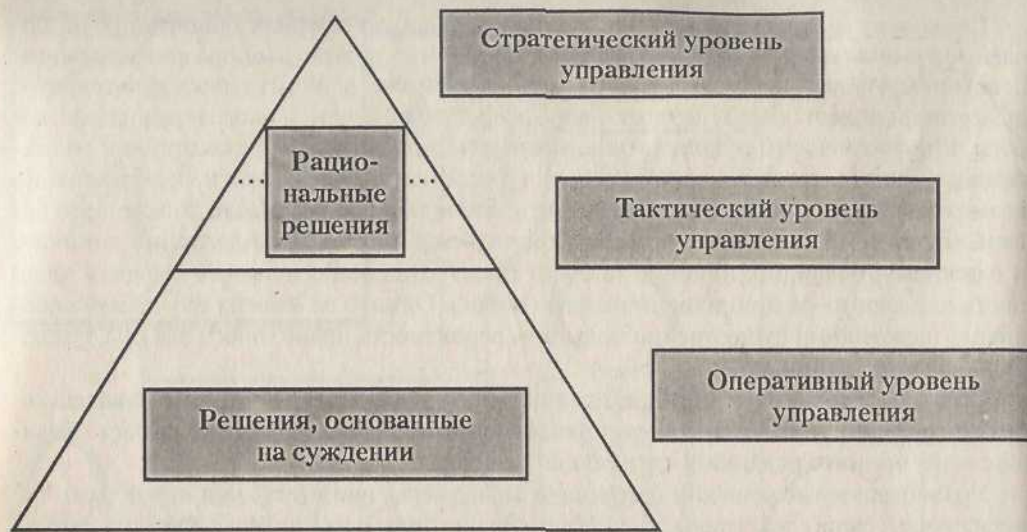 Стратегический уровень
управления
Рацио-
нальные
решения
Тактический уровень
управления
Оперативный уровень
управления
Решения, основанные
на суждении